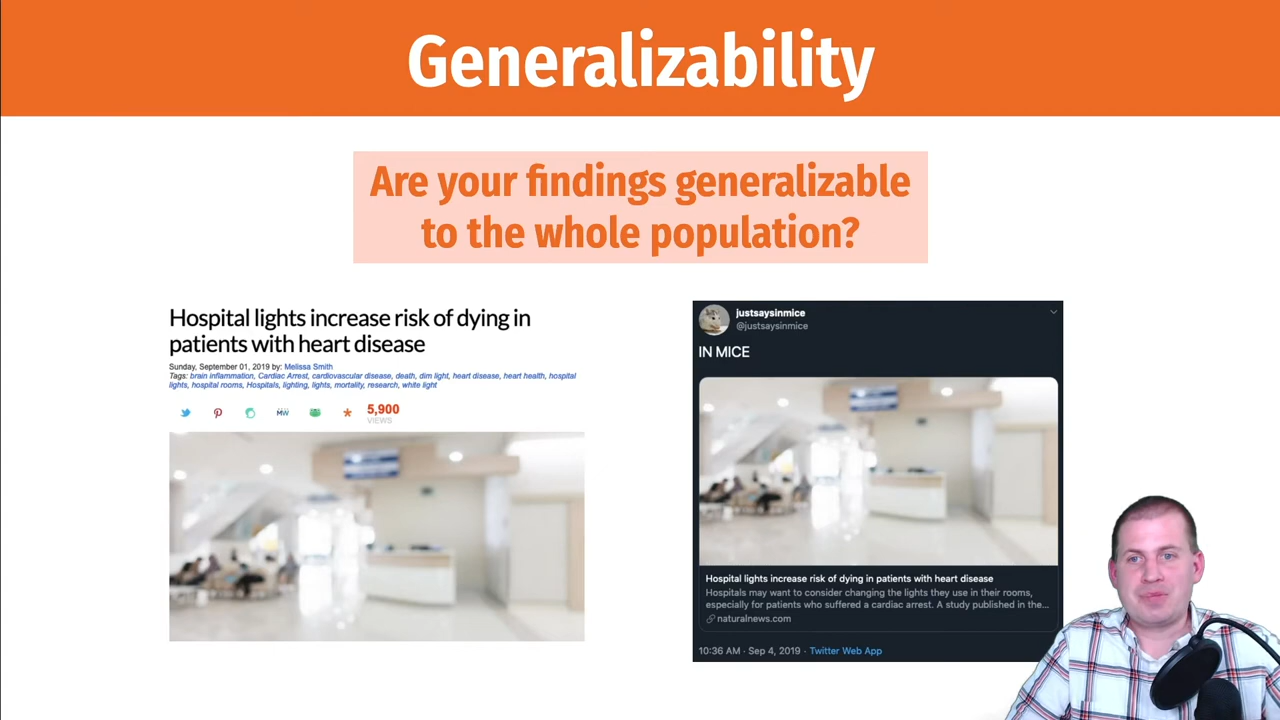 Generalizability
Are your findings generalizable
to the whole population?
Hospital lights increase risk of dying in
patients with heart disease
Sunday, September 01, 2019 by: Melissa Smith
Tags: brain inflammation, Cardiac Arrest, cardiovascular disease, death, dim light, heart disease, heart health, hospital
lights, hospital rooms, Hospitals, lighting, lights, mortality, research, white light
MW
5,900
VIEWS
justsaysinmice
@justsaysinmice
IN MICE
Hospital lights increase risk of dying in patients with heart disease
Hospitals may want to consider changing the lights they use in their rooms,
especially for patients who suffered a cardiac arrest. A study published in the...
naturalnews.com
10:36 AM · Sep 4, 2019 · Twitter Web App